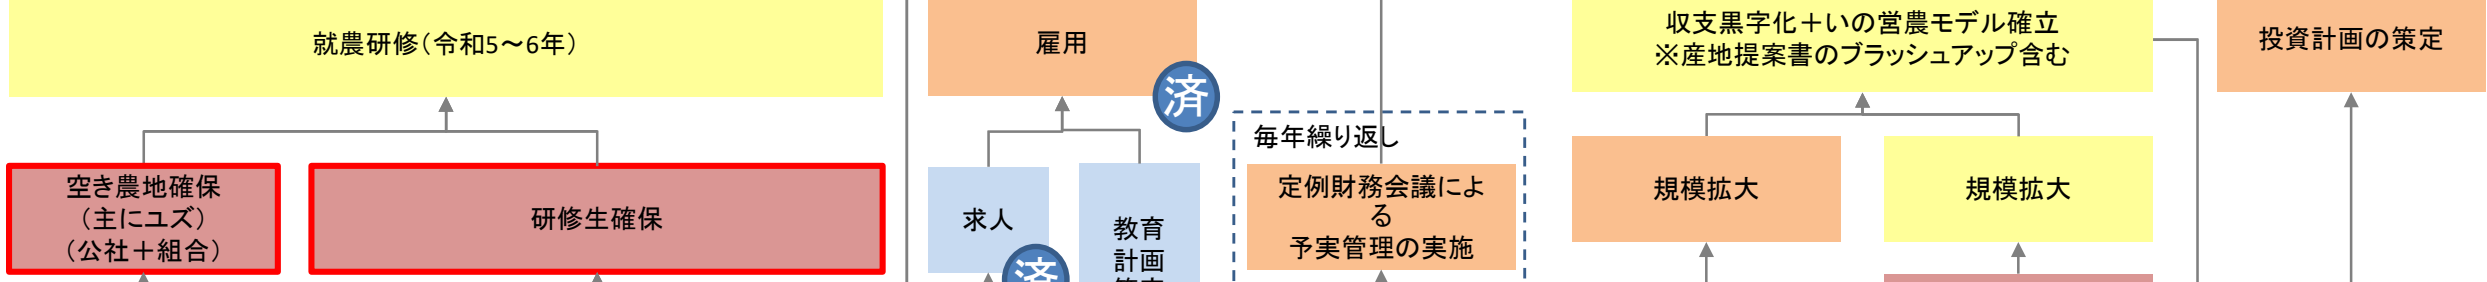 就農研修（令和5～6年）
空き農地確保
（主にユズ）
（公社＋組合）
研修生確保
雇用
済
求人
済
教育
計画
毎年繰り返し
定例財務会議によ
る
予実管理の実施
収支黒字化＋いの営農モデル確立
※産地提案書のブラッシュアップ含む
規模拡大
規模拡大
投資計画の策定